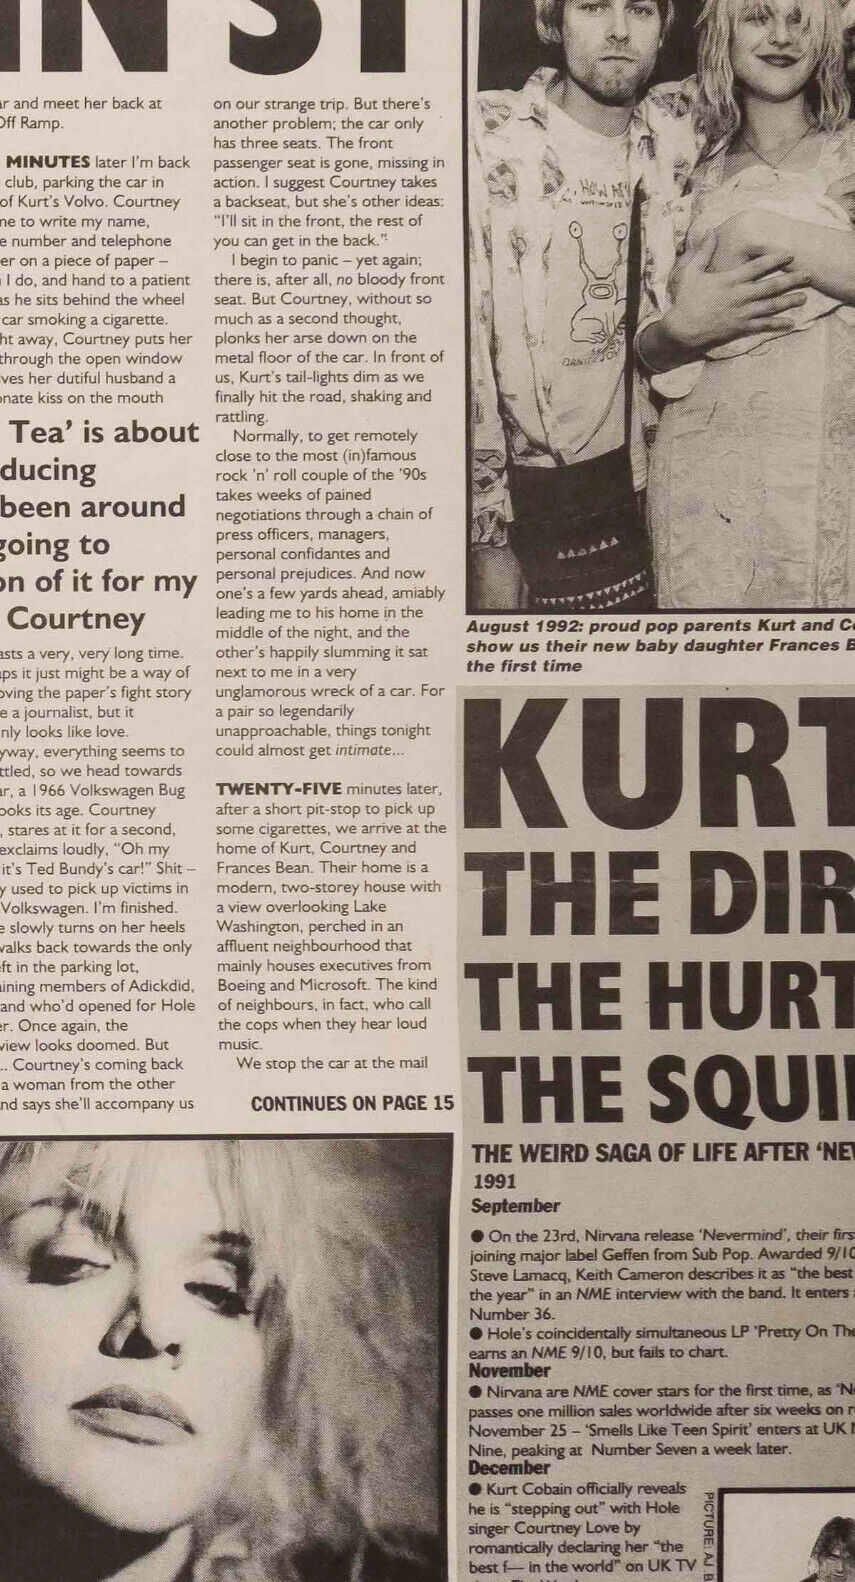 IN ST
ar and meet her back at
Off Ramp.
MINUTES later I'm back
club, parking the car in
of Kurt's Volvo. Courtney
me to write my name,
e number and telephone
er on a piece of paper –
I do, and hand to a patient
as he sits behind the wheel
car smoking a cigarette.
ht away, Courtney puts her
through the open window
ives her dutiful husband a
onate kiss on the mouth
Tea' is about
ducing
been around
going to
on of it for my
Courtney
asts a very, very long time.
aps it just might be a way of
oving the paper's fight story
e a journalist, but it
nly looks like love.
yway, everything seems to
ttled, so we head towards
ar, a 1966 Volkswagen Bug
ooks its age. Courtney
, stares at it for a second,
exclaims loudly, "Oh my
it's Ted Bundy's car!" Shit –
y used to pick up victims in
Volkswagen. I'm finished.
e slowly turns on her heels
walks back towards the only
eft in the parking lot,
aining members of Adickdid,
and who'd opened for Hole
er. Once again, the
view looks doomed. But
... Courtney's coming back
a woman from the other
nd says she'll accompany us
on our strange trip. But there's
another problem; the car only
has three seats. The front
passenger seat is gone, missing in
action. I suggest Courtney takes
a backseat, but she's other ideas:
"I'll sit in the front, the rest of
you can get in the back."
I begin to panic – yet again;
there is, after all, no bloody front
seat. But Courtney, without so
much as a second thought,
plonks her arse down on the
metal floor of the car. In front of
us, Kurt's tail-lights dim as we
finally hit the road, shaking and
rattling.
Normally, to get remotely
close to the most (in)famous
rock 'n' roll couple of the '90s
takes weeks of pained
negotiations through a chain of
press officers, managers,
personal confidantes and
personal prejudices. And now
one's a few yards ahead, amiably
leading me to his home in the
middle of the night, and the
other's happily slumming it sat
next to me in a very
unglamorous wreck of a car. For
a pair so legendarily
unapproachable, things tonight
could almost get intimate...
TWENTY-FIVE minutes later,
after a short pit-stop to pick up
some cigarettes, we arrive at the
home of Kurt, Courtney and
Frances Bean. Their home is a
modern, two-storey house with
a view overlooking Lake
Washington, perched in an
affluent neighbourhood that
mainly houses executives from
Boeing and Microsoft. The kind
of neighbours, in fact, who call
the cops when they hear loud
music.
We stop the car at the mail
CONTINUES ON PAGE 15
HOW
August 1992: proud pop parents Kurt and Co
show us their new baby daughter Frances B
the first time
KURT
THE DIR
THE HURT
THE SQUI
THE WEIRD SAGA OF LIFE AFTER 'NEV
1991
September
● On the 23rd, Nirvana release 'Nevermind', their firs
joining major label Geffen from Sub Pop. Awarded 9/10
Steve Lamacq, Keith Cameron describes it as "the best
the year" in an NME interview with the band. It enters a
Number 36.
● Hole's coincidentally simultaneous LP 'Pretty On The
earns an NME 9/10, but fails to chart.
November
● Nirvana are NME cover stars for the first time, as 'N
passes one million sales worldwide after six weeks on r
November 25 – 'Smells Like Teen Spirit' enters at UK N
Nine, peaking at Number Seven a week later.
December
● Kurt Cobain officially reveals
he is "stepping out" with Hole
singer Courtney Love by
romantically declaring her "the
best f— in the world" on UK TV
PICTURE: AJ B